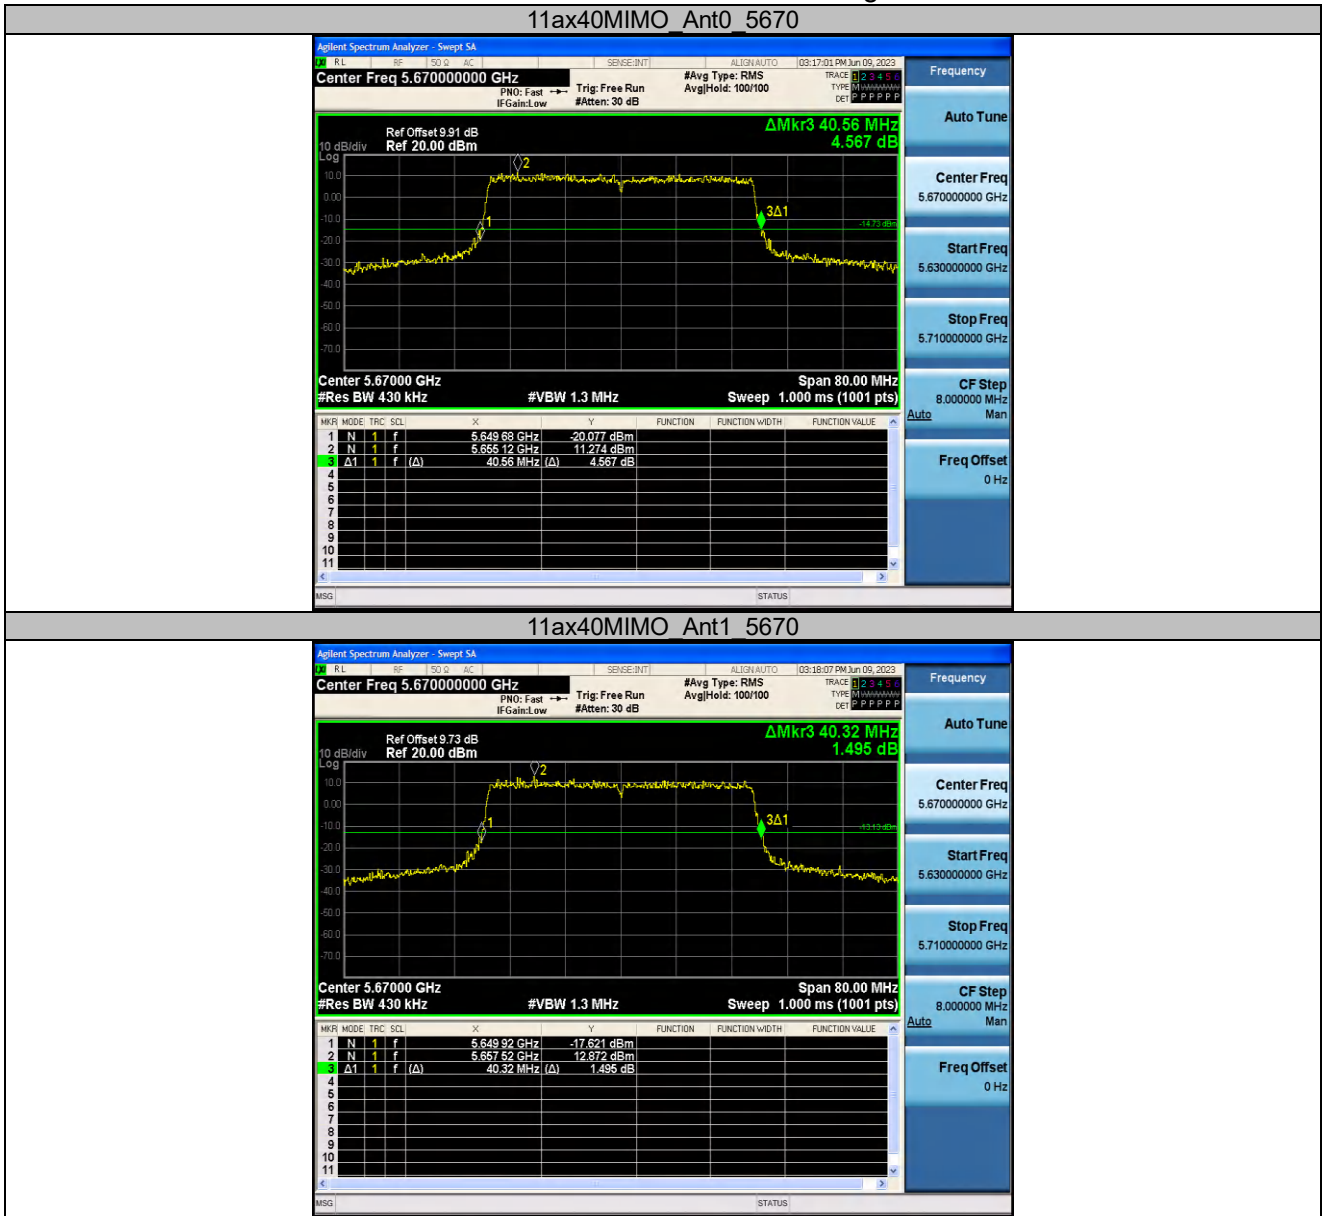 11ax40MIMO_Ant0_5670
Agilent Spectrum Analyzer - Swept SA
RL RF 50 Ω AC SENSE:INT ALIGN AUTO 03:17:01 PM Jun 09, 2023
Center Freq 5.670000000 GHz
PNO: Fast
IFGain:Low
Trig: Free Run
#Atten: 30 dB
#Avg Type: RMS
Avg|Hold: 100/100
TRACE 1 2 3 4 5 6
TYPE M WWWWW
DET P P P P P P
Frequency
Auto Tune
Center Freq
5.670000000 GHz
Start Freq
5.630000000 GHz
Stop Freq
5.710000000 GHz
CF Step
8.000000 MHz
Auto Man
Freq Offset
0 Hz
ΔMkr3 40.56 MHz
4.567 dB
Ref Offset 9.91 dB
10 dB/div Ref 20.00 dBm
Log
10.0
0.00
-10.0
-20.0
-30.0
-40.0
-50.0
-60.0
-70.0
2
1
3Δ1
-14.73 dBm
Center 5.67000 GHz Span 80.00 MHz
#Res BW 430 kHz #VBW 1.3 MHz Sweep 1.000 ms (1001 pts)
MKR MODE TRC SCL X Y FUNCTION FUNCTION WIDTH FUNCTION VALUE
1 N 1 f 5.649 68 GHz -20.077 dBm
2 N 1 f 5.655 12 GHz 11.274 dBm
3 Δ1 1 f (Δ) 40.56 MHz (Δ) 4.567 dB
4
5
6
7
8
9
10
11
MSG STATUS
11ax40MIMO_Ant1_5670
Agilent Spectrum Analyzer - Swept SA
RL RF 50 Ω AC SENSE:INT ALIGN AUTO 03:18:07 PM Jun 09, 2023
Center Freq 5.670000000 GHz
PNO: Fast
IFGain:Low
Trig: Free Run
#Atten: 30 dB
#Avg Type: RMS
Avg|Hold: 100/100
TRACE 1 2 3 4 5 6
TYPE M WWWWW
DET P P P P P P
Frequency
Auto Tune
Center Freq
5.670000000 GHz
Start Freq
5.630000000 GHz
Stop Freq
5.710000000 GHz
CF Step
8.000000 MHz
Auto Man
Freq Offset
0 Hz
ΔMkr3 40.32 MHz
1.495 dB
Ref Offset 9.73 dB
10 dB/div Ref 20.00 dBm
Log
10.0
0.00
-10.0
-20.0
-30.0
-40.0
-50.0
-60.0
-70.0
2
1
3Δ1
-13.13 dBm
Center 5.67000 GHz Span 80.00 MHz
#Res BW 430 kHz #VBW 1.3 MHz Sweep 1.000 ms (1001 pts)
MKR MODE TRC SCL X Y FUNCTION FUNCTION WIDTH FUNCTION VALUE
1 N 1 f 5.649 92 GHz -17.621 dBm
2 N 1 f 5.657 52 GHz 12.872 dBm
3 Δ1 1 f (Δ) 40.32 MHz (Δ) 1.495 dB
4
5
6
7
8
9
10
11
MSG STATUS